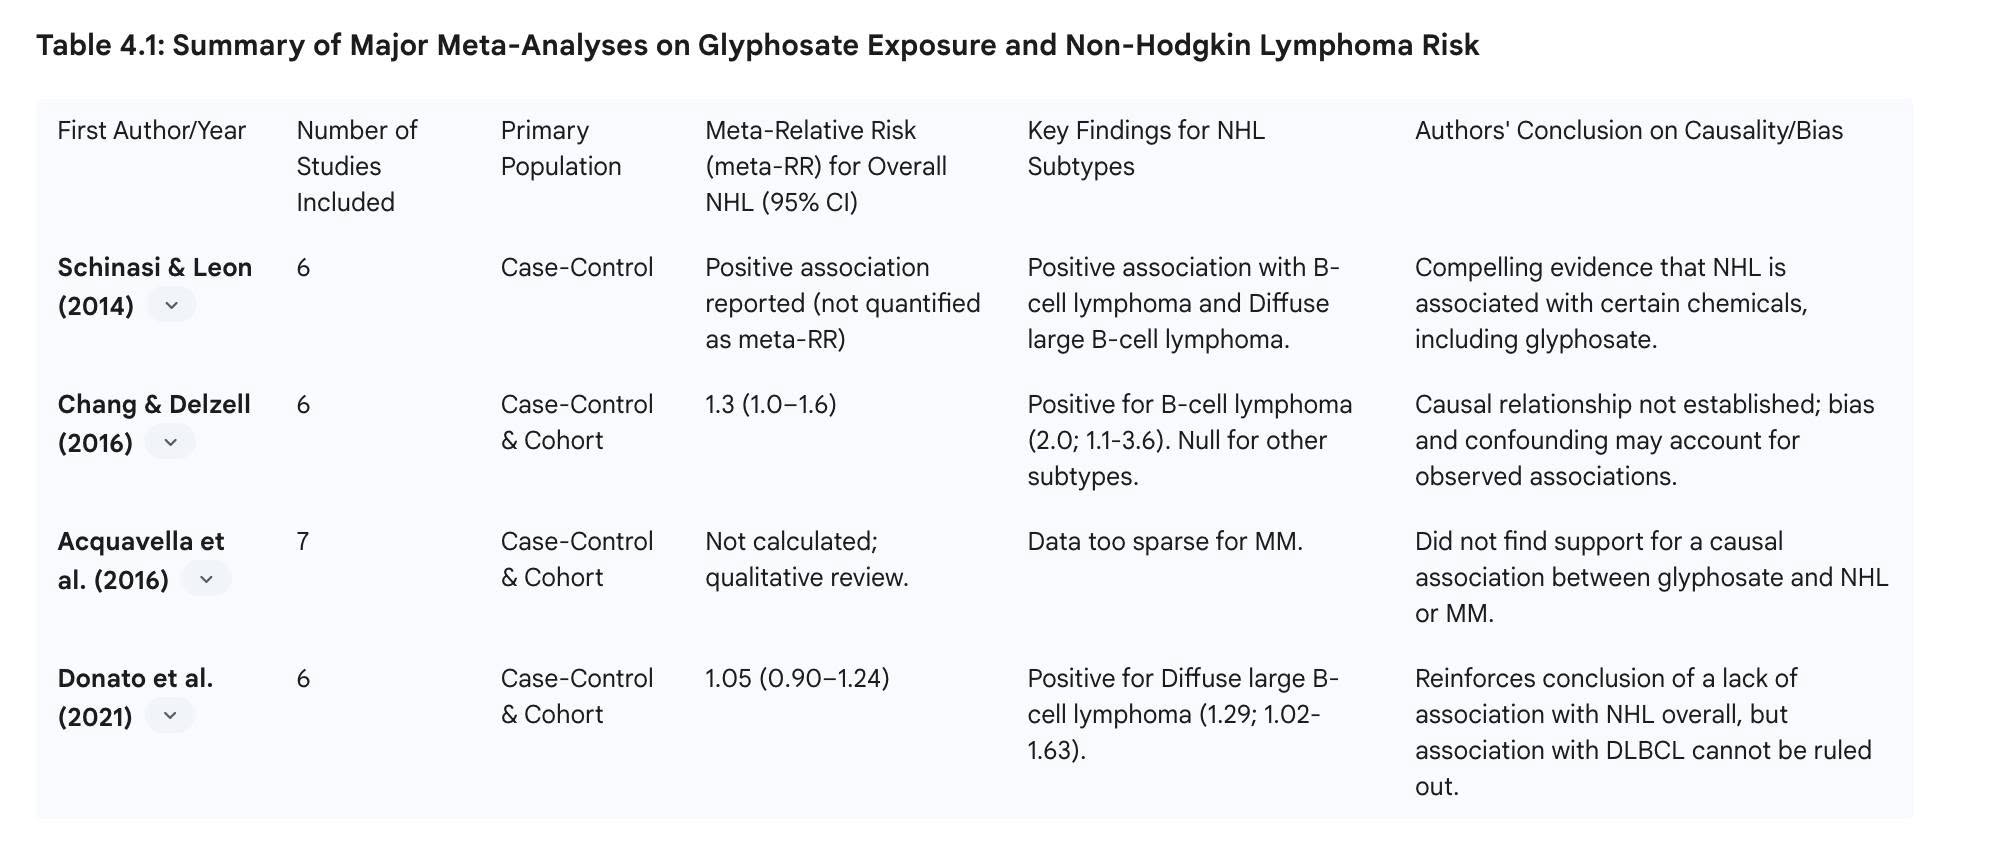 Table 4.1: Summary of Major Meta-Analyses on Glyphosate Exposure and Non-Hodgkin Lymphoma Risk
First Author/Year
Number of
Studies
Included
Primary
Population
Meta-Relative Risk
(meta-RR) for Overall
NHL (95% CI)
Key Findings for NHL
Subtypes
Authors' Conclusion on Causality/Bias
Schinasi & Leon
(2014)
6
Case-Control
Positive association
reported (not quantified
as meta-RR)
Positive association with B-
cell lymphoma and Diffuse
large B-cell lymphoma.
Compelling evidence that NHL is
associated with certain chemicals,
including glyphosate.
Chang & Delzell
(2016)
6
Case-Control
& Cohort
1.3 (1.0–1.6)
Positive for B-cell lymphoma
(2.0; 1.1-3.6). Null for other
subtypes.
Causal relationship not established; bias
and confounding may account for
observed associations.
Acquavella et
al. (2016)
7
Case-Control
& Cohort
Not calculated;
qualitative review.
Data too sparse for MM.
Did not find support for a causal
association between glyphosate and NHL
or MM.
Donato et al.
(2021)
6
Case-Control
& Cohort
1.05 (0.90–1.24)
Positive for Diffuse large B-
cell lymphoma (1.29; 1.02-
1.63).
Reinforces conclusion of a lack of
association with NHL overall, but
association with DLBCL cannot be ruled
out.